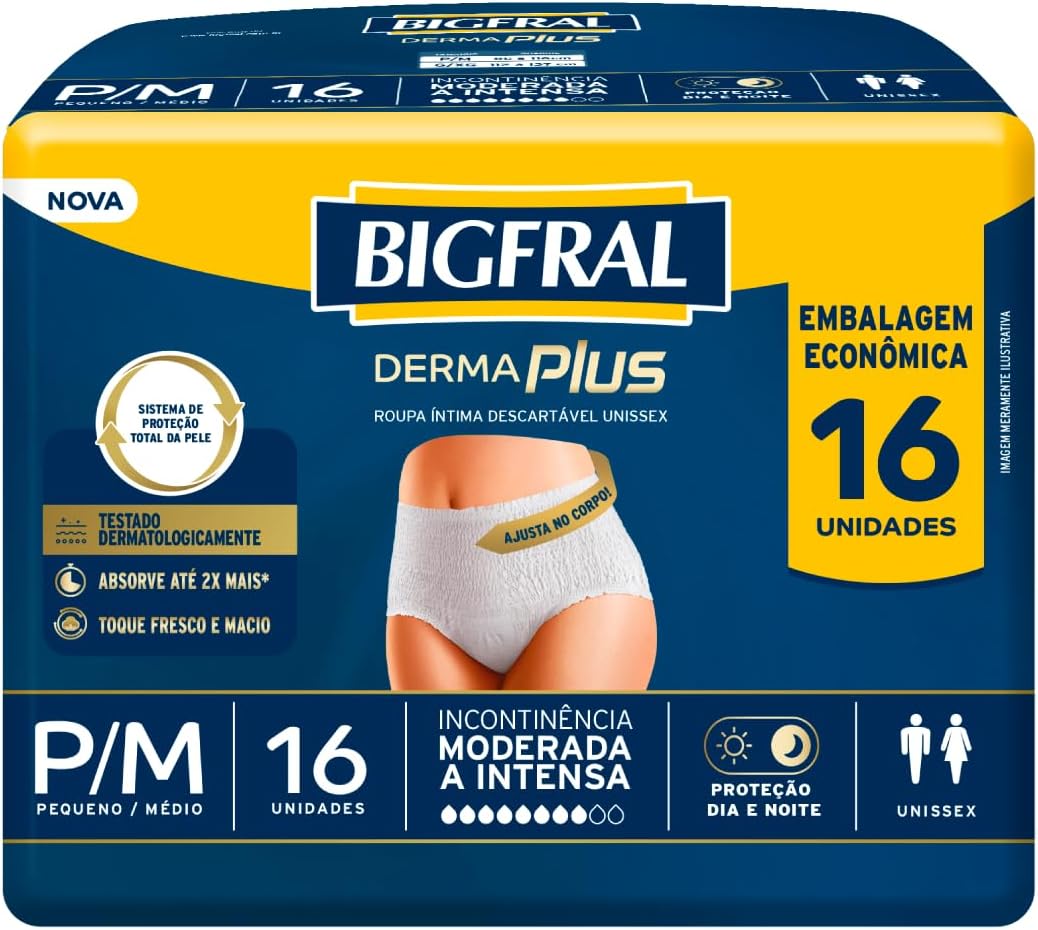 BIGFRAL
DERMA PLUS
P/M
G/XG
P/M
PEQUENO / MÉDIO
16
UNIDADES
INCONTINÊNCIA
MODERADA
A INTENSA
PROTEÇÃO
DIA E NOITE
UNISSEX
NOVA
BIGFRAL
DERMA Plus
ROUPA ÍNTIMA DESCARTÁVEL UNISSEX
EMBALAGEM
ECONÔMICA
16
UNIDADES
IMAGEM MERAMENTE ILUSTRATIVA
SISTEMA DE
PROTEÇÃO
TOTAL DA PELE
TESTADO
DERMATOLOGICAMENTE
ABSORVE ATÉ 2X MAIS*
TOQUE FRESCO E MACIO
AJUSTA NO CORPO!
P/M
PEQUENO / MÉDIO
16
UNIDADES
INCONTINÊNCIA
MODERADA
A INTENSA
PROTEÇÃO
DIA E NOITE
UNISSEX